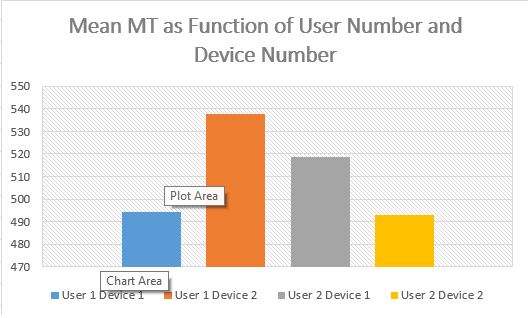 Mean MT as Function of User Number and
Device Number
550
540
530
520
510
500
490
480
470
Plot Area
Chart Area
User 1 Device 1
User 1 Device 2
User 2 Device 1
User 2 Device 2